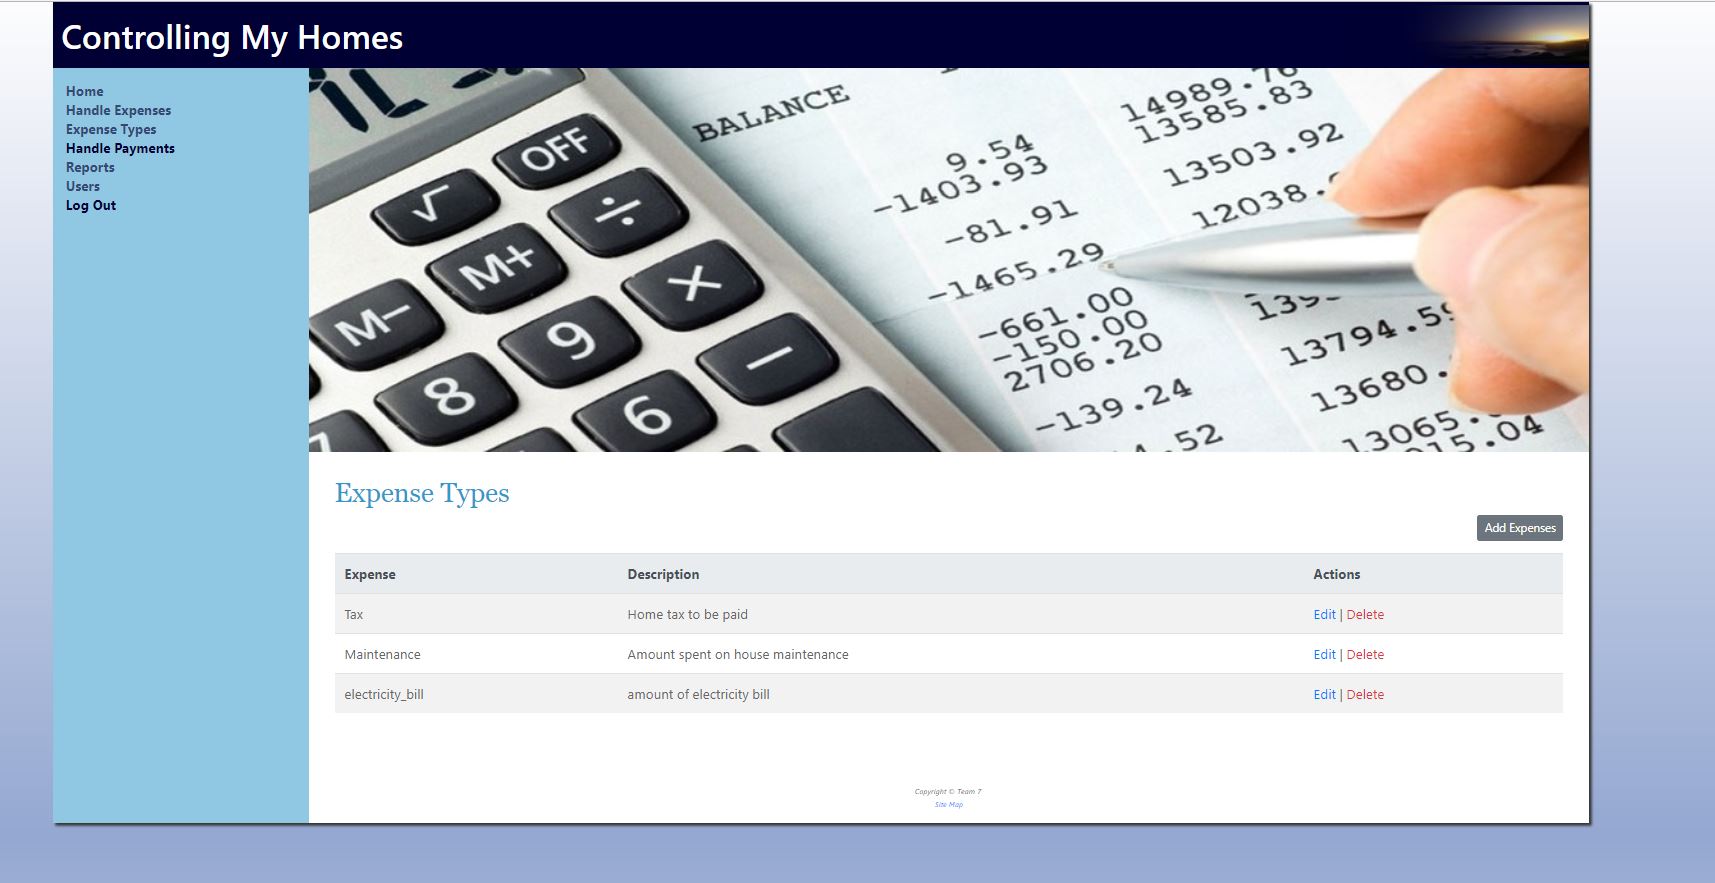 Controlling My Homes
Home
Handle Expenses
Expense Types
Handle Payments
Reports
Users
Log Out
OFF
√
÷
M+
×
M−
9
−
8
6
BALANCE
9.54
-1403.93
-81.91
-1465.29
-661.00
-150.00
2706.20
-139.24
14989.76
13585.83
13503.92
12038.
13794.5
13680.
13065.
Expense Types
Add Expenses
Expense Description Actions
Tax Home tax to be paid Edit | Delete
Maintenance Amount spent on house maintenance Edit | Delete
electricity_bill amount of electricity bill Edit | Delete
Copyright © Team 7
Site Map